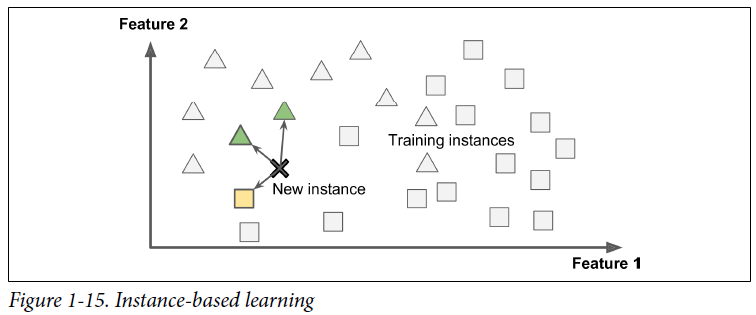 Feature 2
Training instances
New instance
Feature 1
Figure 1-15. Instance-based learning